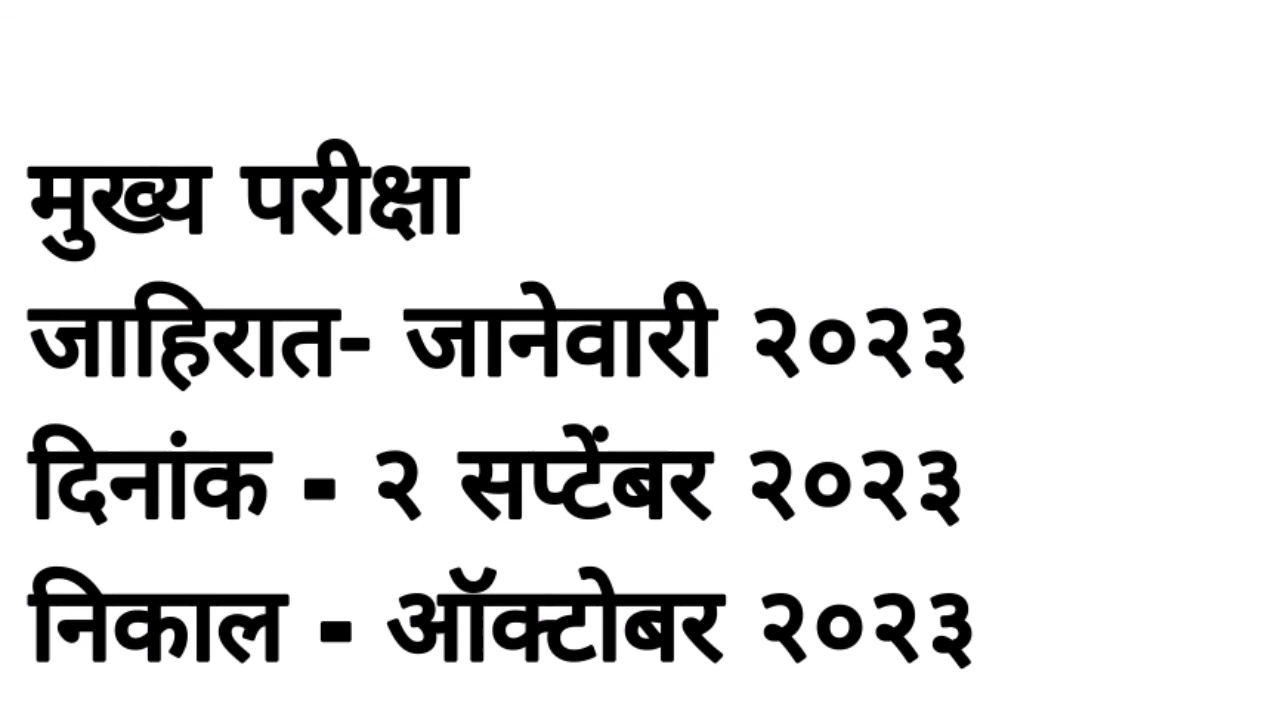 मुख्य परीक्षा
जाहिरात- जानेवारी २०२३
दिनांक - २ सप्टेंबर २०२३
निकाल - ऑक्टोबर २०२३